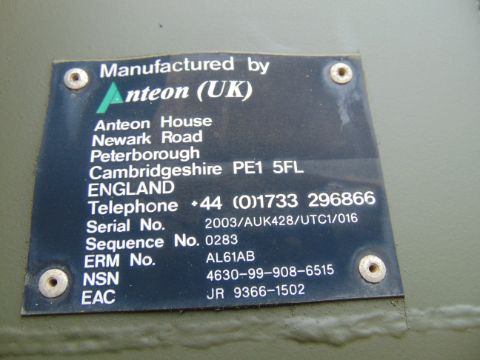 Manufactured by
Anteon (UK)
Anteon House
Newark Road
Peterborough
Cambridgeshire PE1 5FL
ENGLAND
Telephone +44 (0)1733 296866
Serial No. 2003/AUK428/UTC1/016
Sequence No. 0283
ERM No. AL61AB
NSN 4630-99-908-6515
EAC JR 9366-1502